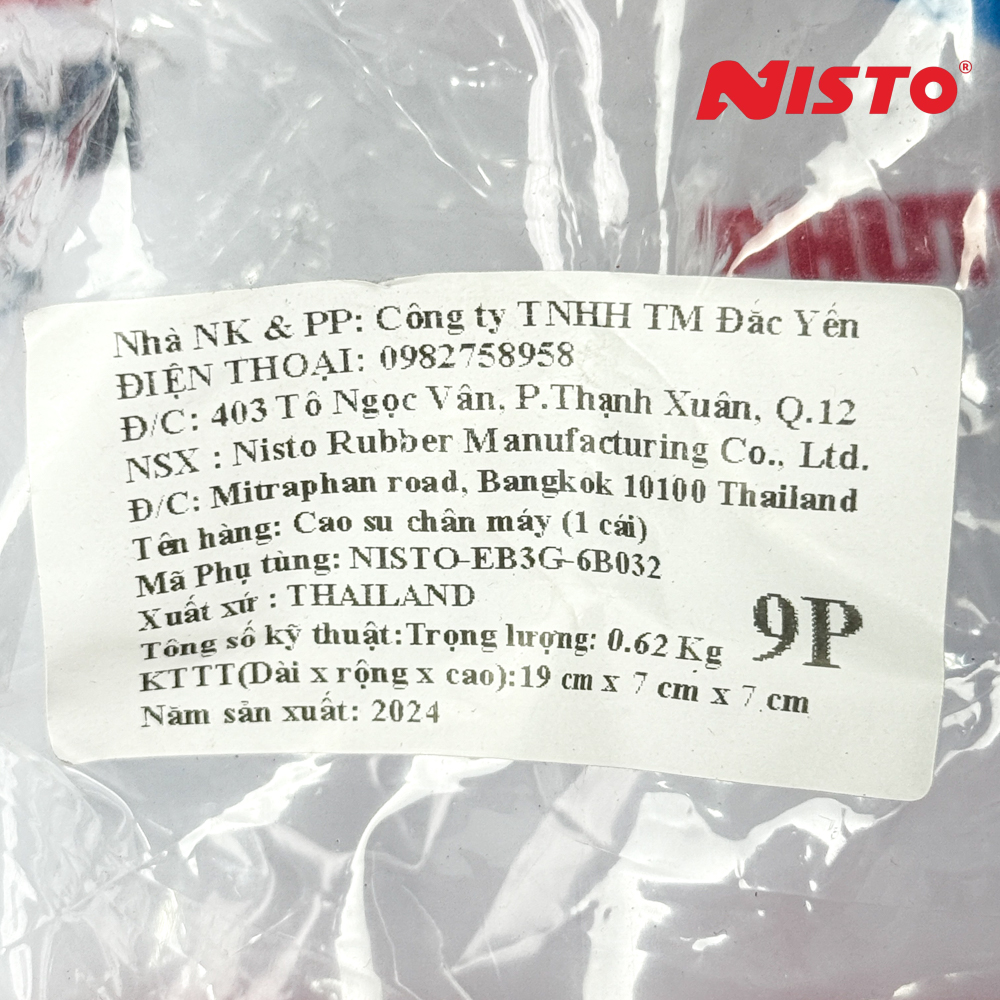 NISTO®
Nhà NK & PP: Công ty TNHH TM Đắc Yến
ĐIỆN THOẠI: 0982758958
Đ/C: 403 Tô Ngọc Vân, P.Thạnh Xuân, Q.12
NSX : Nisto Rubber Manufacturing Co., Ltd.
Đ/C: Mitraphan road, Bangkok 10100 Thailand
Tên hàng: Cao su chân máy (1 cái)
Mã Phụ tùng: NISTO-EB3G-6B032
Xuất xứ : THAILAND
Tông số kỹ thuật:Trọng lượng: 0.62 Kg
9P
KTTT(Dài x rộng x cao):19 cm x 7 cm x 7.cm
Năm sản xuất: 2024